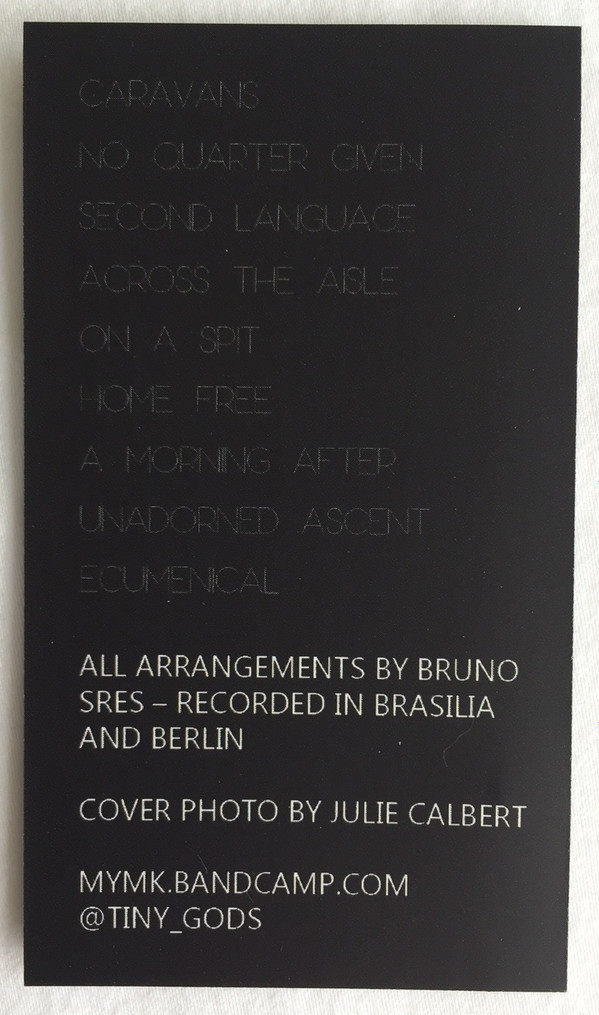 CARAVANS
NO QUARTER GIVEN
SECOND LANGUAGE
ACROSS THE AISLE
ON A SPIT
HOME FREE
A MORNING AFTER
UNADORNED ASCENT
ECUMENICAL
ALL ARRANGEMENTS BY BRUNO
SRES – RECORDED IN BRASILIA
AND BERLIN
COVER PHOTO BY JULIE CALBERT
MYMK.BANDCAMP.COM
@TINY_GODS